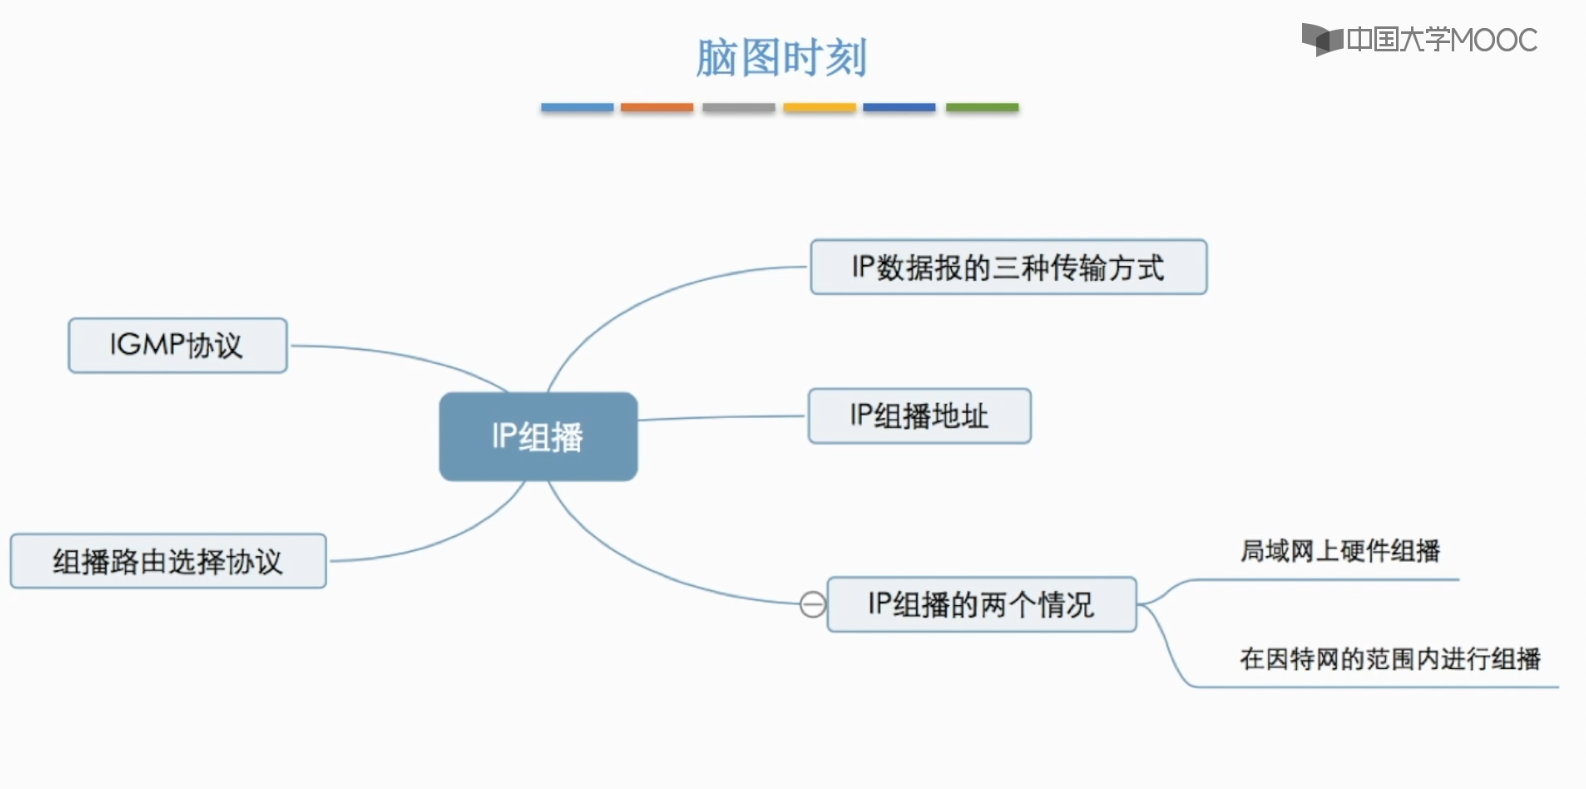 中国大学MOOC
脑图时刻
IP数据报的三种传输方式
IGMP协议
IP组播地址
IP组播
局域网上硬件组播
组播路由选择协议
IP组播的两个情况
在因特网的范围内进行组播